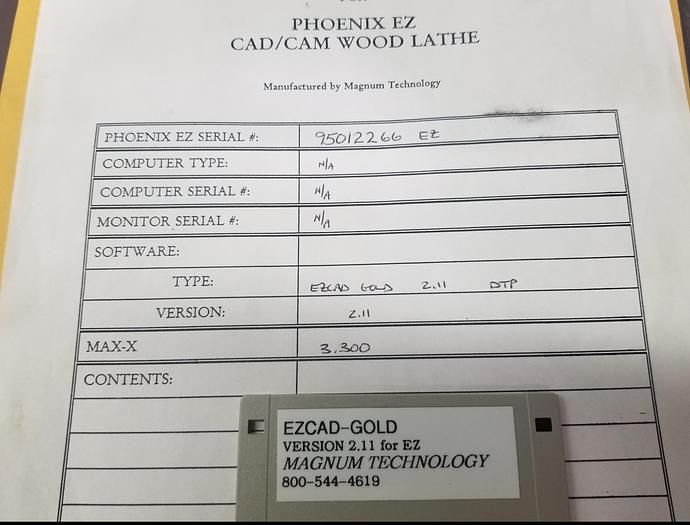 PHOENIX EZ
CAD/CAM WOOD LATHE
Manufactured by Magnum Technology
PHOENIX EZ SERIAL #: 95012266 EZ
COMPUTER TYPE: N/A
COMPUTER SERIAL #: N/A
MONITOR SERIAL #: N/A
SOFTWARE:
TYPE: EZCAD GOLD 2.11 DTP
VERSION: 2.11
MAX-X 3.300
CONTENTS:
EZCAD-GOLD
VERSION 2.11 for EZ
MAGNUM TECHNOLOGY
800-544-4619